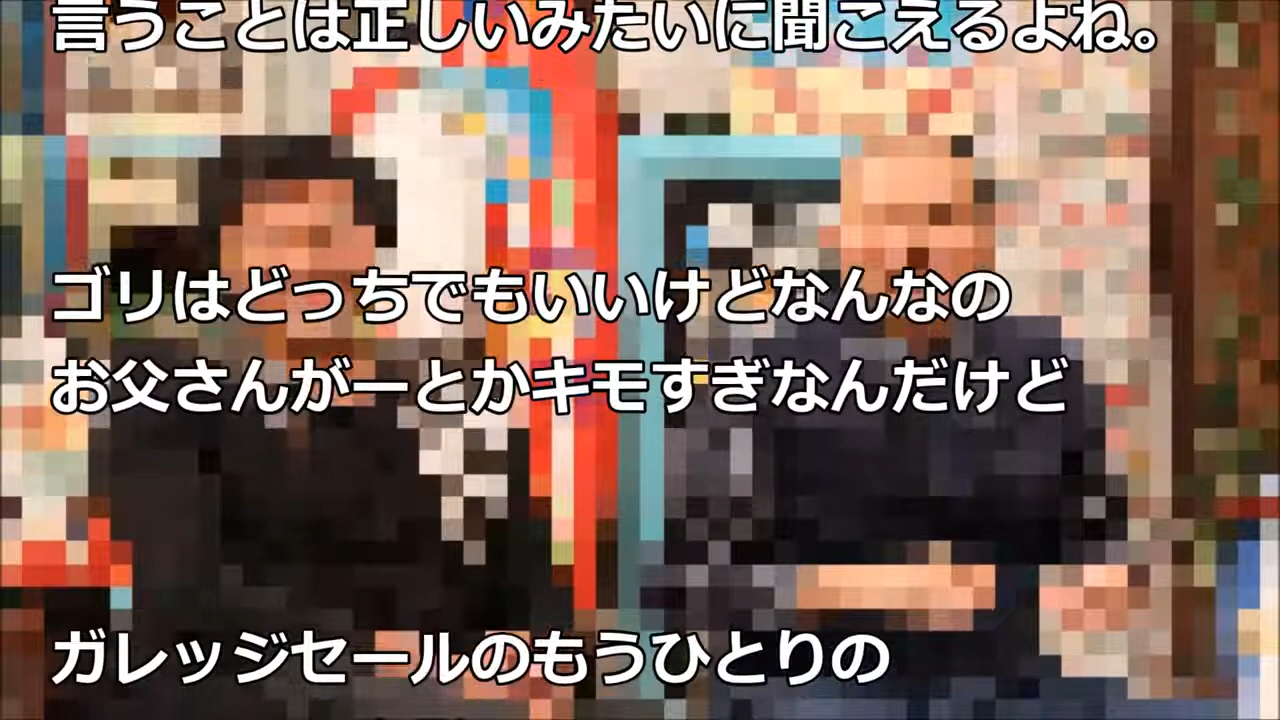 言うことは正しいみたいに聞こえるよね。
ゴリはどっちでもいいけどなんなの
お父さんがーとかキモすぎなんだけど
ガレッジセールのもうひとりの